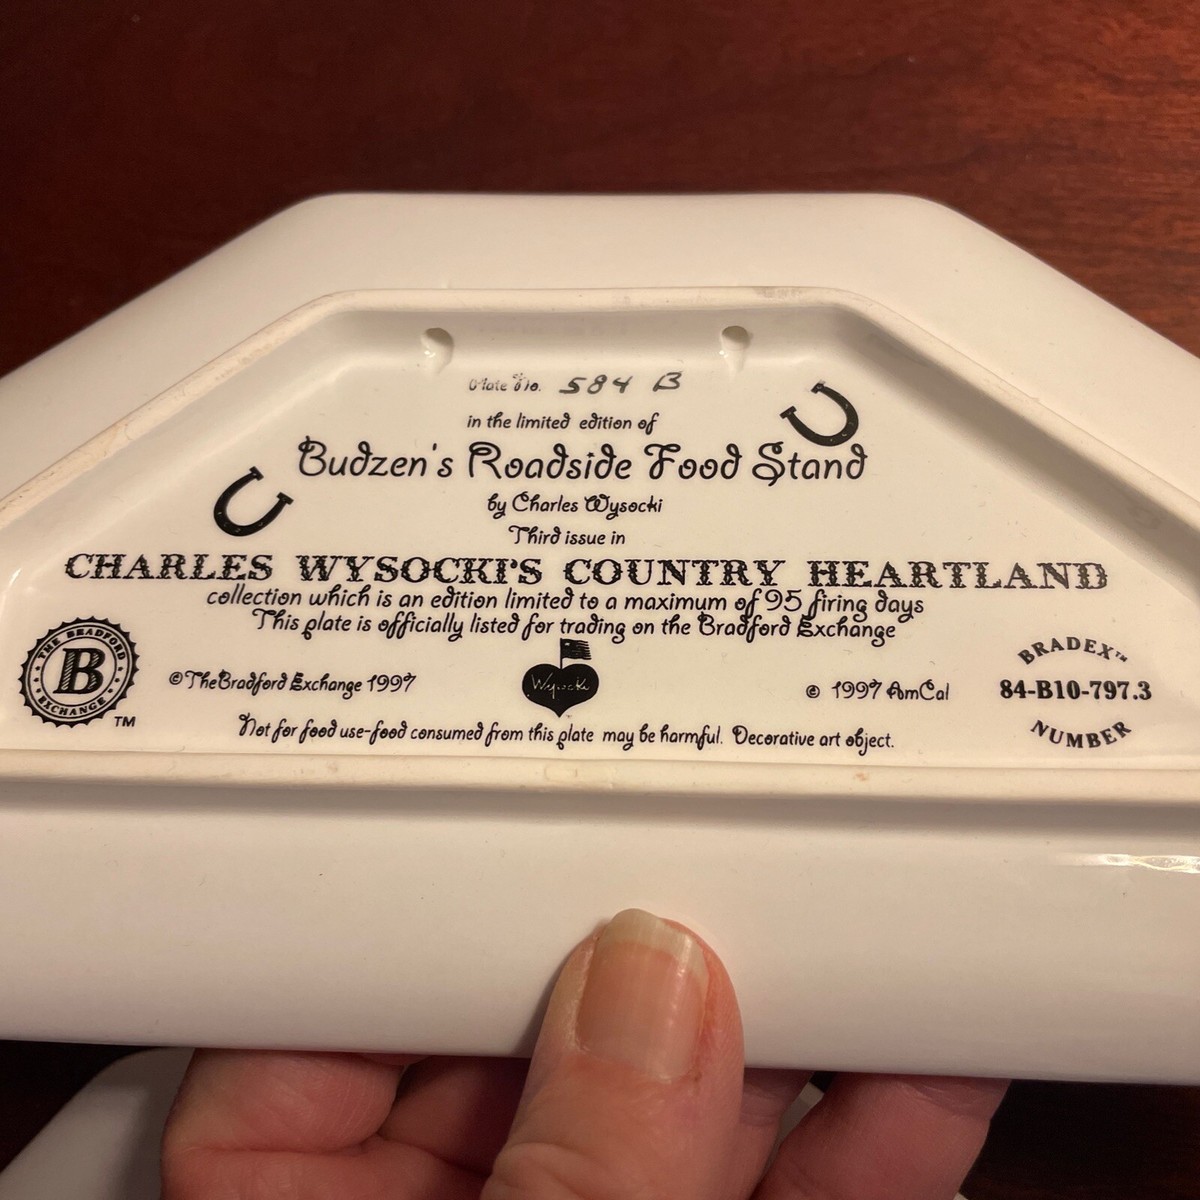 Plate No. 584 B
in the limited edition of
Budzen's Roadside Food Stand
by Charles Wysocki
Third issue in
CHARLES WYSOCKI'S COUNTRY HEARTLAND
collection which is an edition limited to a maximum of 95 firing days
This plate is officially listed for trading on the Bradford Exchange
THE BRADFORD EXCHANGE
B
TM
©TheBradford Exchange 1997
Wysocki
© 1997 AmCal
BRADEX™
84-B10-797.3
NUMBER
Not for food use-food consumed from this plate may be harmful. Decorative art object.